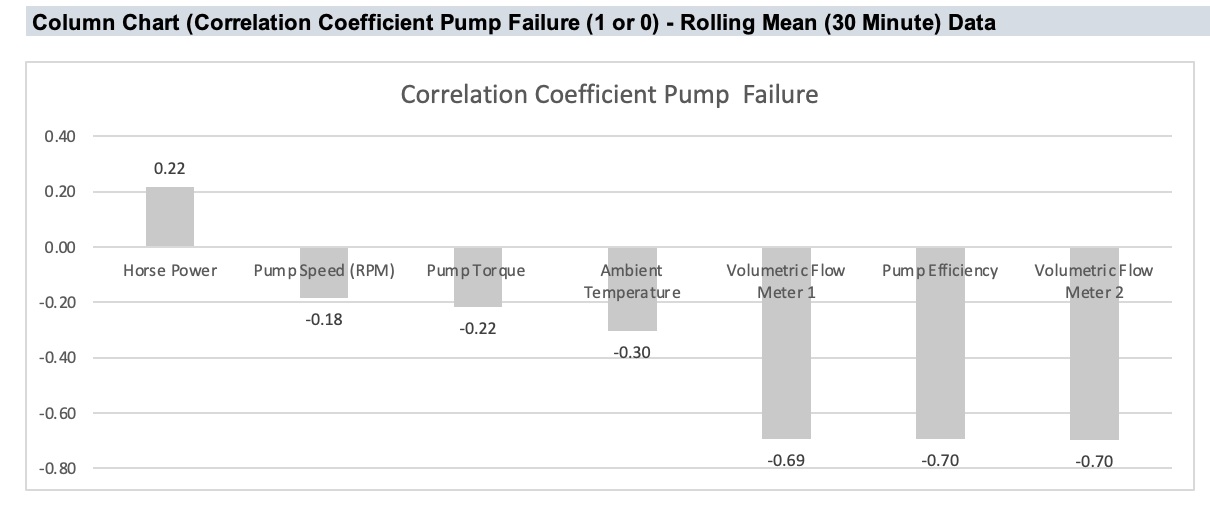 Column Chart (Correlation Coefficient Pump Failure (1 or 0) - Rolling Mean (30 Minute) Data
Correlation Coefficient Pump  Failure
0.40
0.22
0.20
0.00
Horse Power
Pump Speed (RPM)
Pump Torque
Ambient
Temperature
Volumetric Flow
Meter 1
Pump Efficiency
Volumetric Flow
Meter 2
-0.20
-0.18
-0.22
-0.30
-0.40
-0.60
-0.69
-0.70
-0.70
-0.80